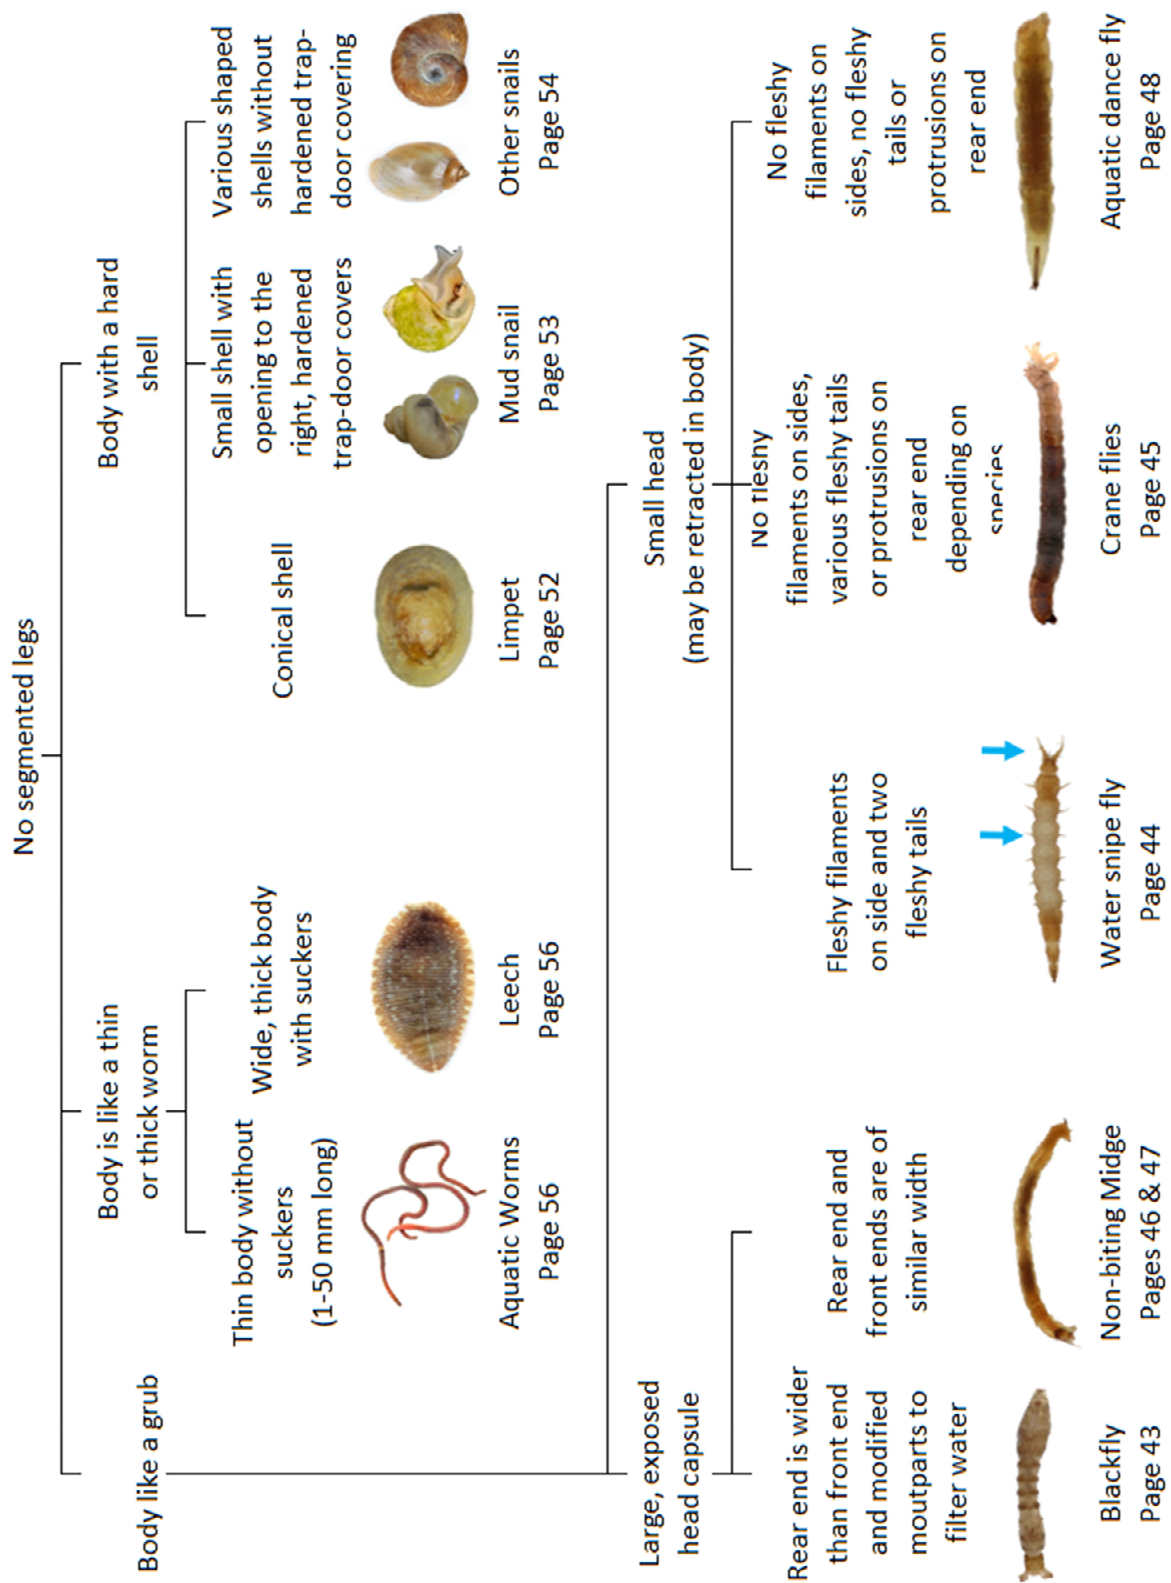 No segmented legs
Body like a grub
Body is like a thin
or thick worm
Body with a hard
shell
Thin body without
suckers
(1-50 mm long)
Aquatic Worms
Page 56
Wide, thick body
with suckers
Leech
Page 56
Conical shell
Limpet
Page 52
Small shell with
opening to the
right, hardened
trap-door covers
Mud snail
Page 53
Various shaped
shells without
hardened trap-
door covering
Other snails
Page 54
Large, exposed
head capsule
Small head
(may be retracted in body)
Rear end is wider
than front end
and modified
moutparts to
filter water
Blackfly
Page 43
Rear end and
front ends are of
similar width
Non-biting Midge
Pages 46 & 47
Fleshy filaments
on side and two
fleshy tails
Water snipe fly
Page 44
No fleshy
filaments on sides,
various fleshy tails
or protrusions on
rear end
depending on
species
Crane flies
Page 45
No fleshy
filaments on
sides, no fleshy
tails or
protrusions on
rear end
Aquatic dance fly
Page 48